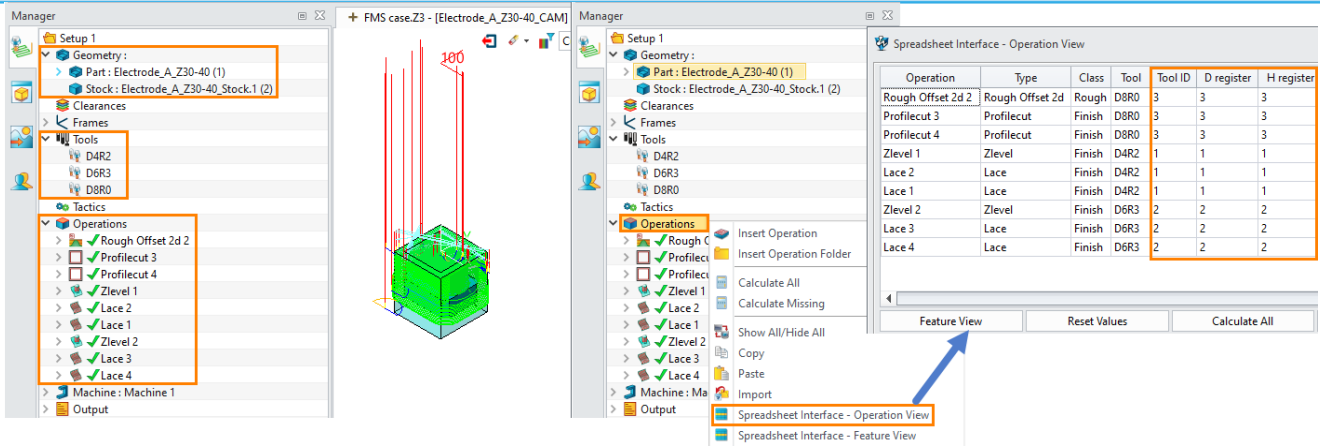 Manager
Setup 1
Geometry :
Part : Electrode_A_Z30-40 (1)
Stock : Electrode_A_Z30-40_Stock.1 (2)
Clearances
Frames
Tools
D4R2
D6R3
D8R0
Tactics
Operations
Rough Offset 2d 2
Profilecut 3
Profilecut 4
Zlevel 1
Lace 2
Lace 1
Zlevel 2
Lace 3
Lace 4
Machine : Machine 1
Output
+ FMS case.Z3 - [Electrode_A_Z30-40_CAM]
C
100
Manager
Setup 1
Geometry :
Part : Electrode_A_Z30-40 (1)
Stock : Electrode_A_Z30-40_Stock.1 (2)
Clearances
Frames
Tools
D4R2
D6R3
D8R0
Tactics
Operations
Rough O
Profilecu
Profilecu
Zlevel 1
Lace 2
Lace 1
Zlevel 2
Lace 3
Lace 4
Machine : Ma
Output
Insert Operation
Insert Operation Folder
Calculate All
Calculate Missing
Show All/Hide All
Copy
Paste
Import
Spreadsheet Interface - Operation View
Spreadsheet Interface - Feature View
Spreadsheet Interface - Operation View
Operation Type Class Tool Tool ID D register H register
Rough Offset 2d 2 Rough Offset 2d Rough D8R0 3 3 3
Profilecut 3 Profilecut Finish D8R0 3 3 3
Profilecut 4 Profilecut Finish D8R0 3 3 3
Zlevel 1 Zlevel Finish D4R2 1 1 1
Lace 2 Lace Finish D4R2 1 1 1
Lace 1 Lace Finish D4R2 1 1 1
Zlevel 2 Zlevel Finish D6R3 2 2 2
Lace 3 Lace Finish D6R3 2 2 2
Lace 4 Lace Finish D6R3 2 2 2
Feature View Reset Values Calculate All